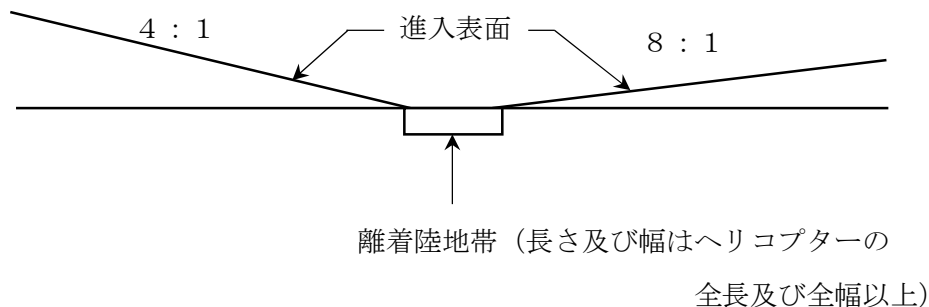 ４：１
進入表面
８：１
離着陸地帯（長さ及び幅はヘリコプターの
全長及び全幅以上）